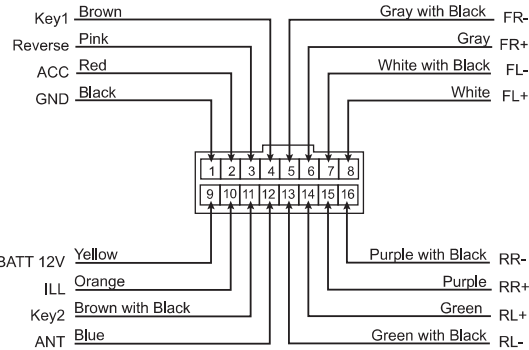 Key1 Brown Gray with Black FR-
Reverse Pink Gray FR+
ACC Red White with Black FL-
GND Black White FL+
1 2 3 4 5 6 7 8
9 10 11 12 13 14 15 16
BATT 12V Yellow Purple with Black RR-
ILL Orange Purple RR+
Key2 Brown with Black Green RL+
ANT Blue Green with Black RL-